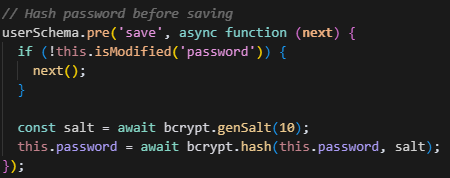 // Hash password before saving
userSchema.pre('save', async function (next) {
  if (!this.isModified('password')) {
    next();
  }

  const salt = await bcrypt.genSalt(10);
  this.password = await bcrypt.hash(this.password, salt);
});